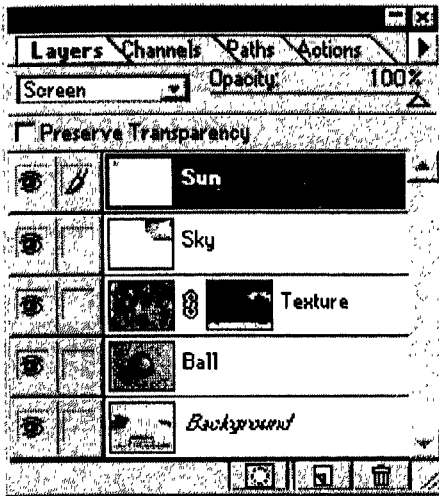 Layers Channels Paths Actions
Screen Opacity: 100%
Preserve Transparency
Sun
Sky
Texture
Ball
Background